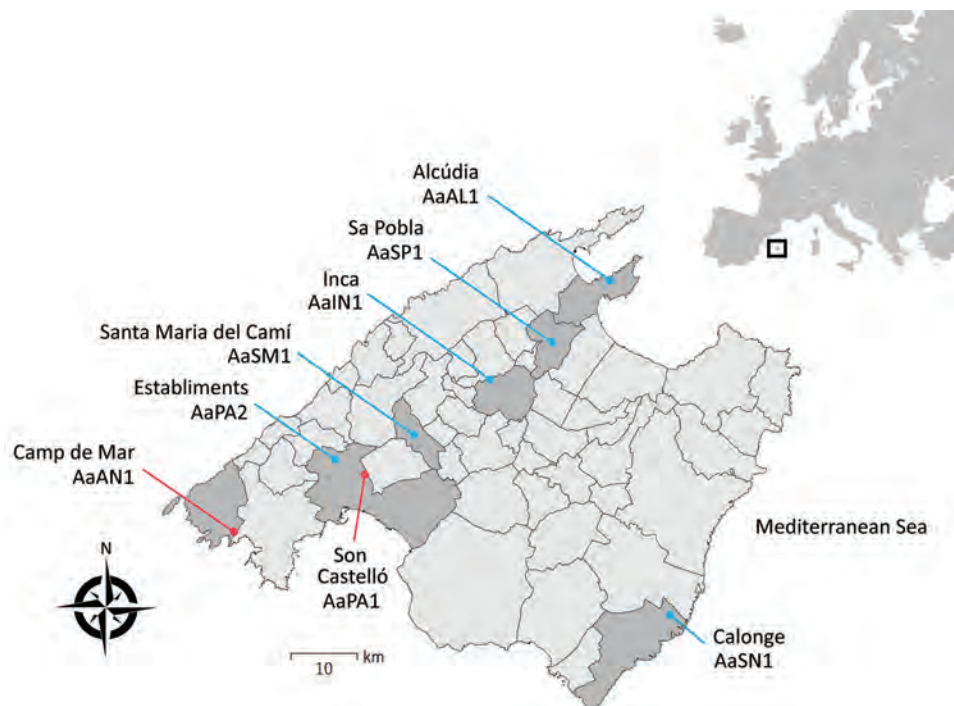 Alcúdia
AaAL1
Sa Pobla
AaSP1
Inca
AaIN1
Santa Maria del Camí
AaSM1
Establiments
AaPA2
Camp de Mar
AaAN1
Mediterranean Sea
N
Son
Castelló
AaPA1
Calonge
AaSN1
10 km